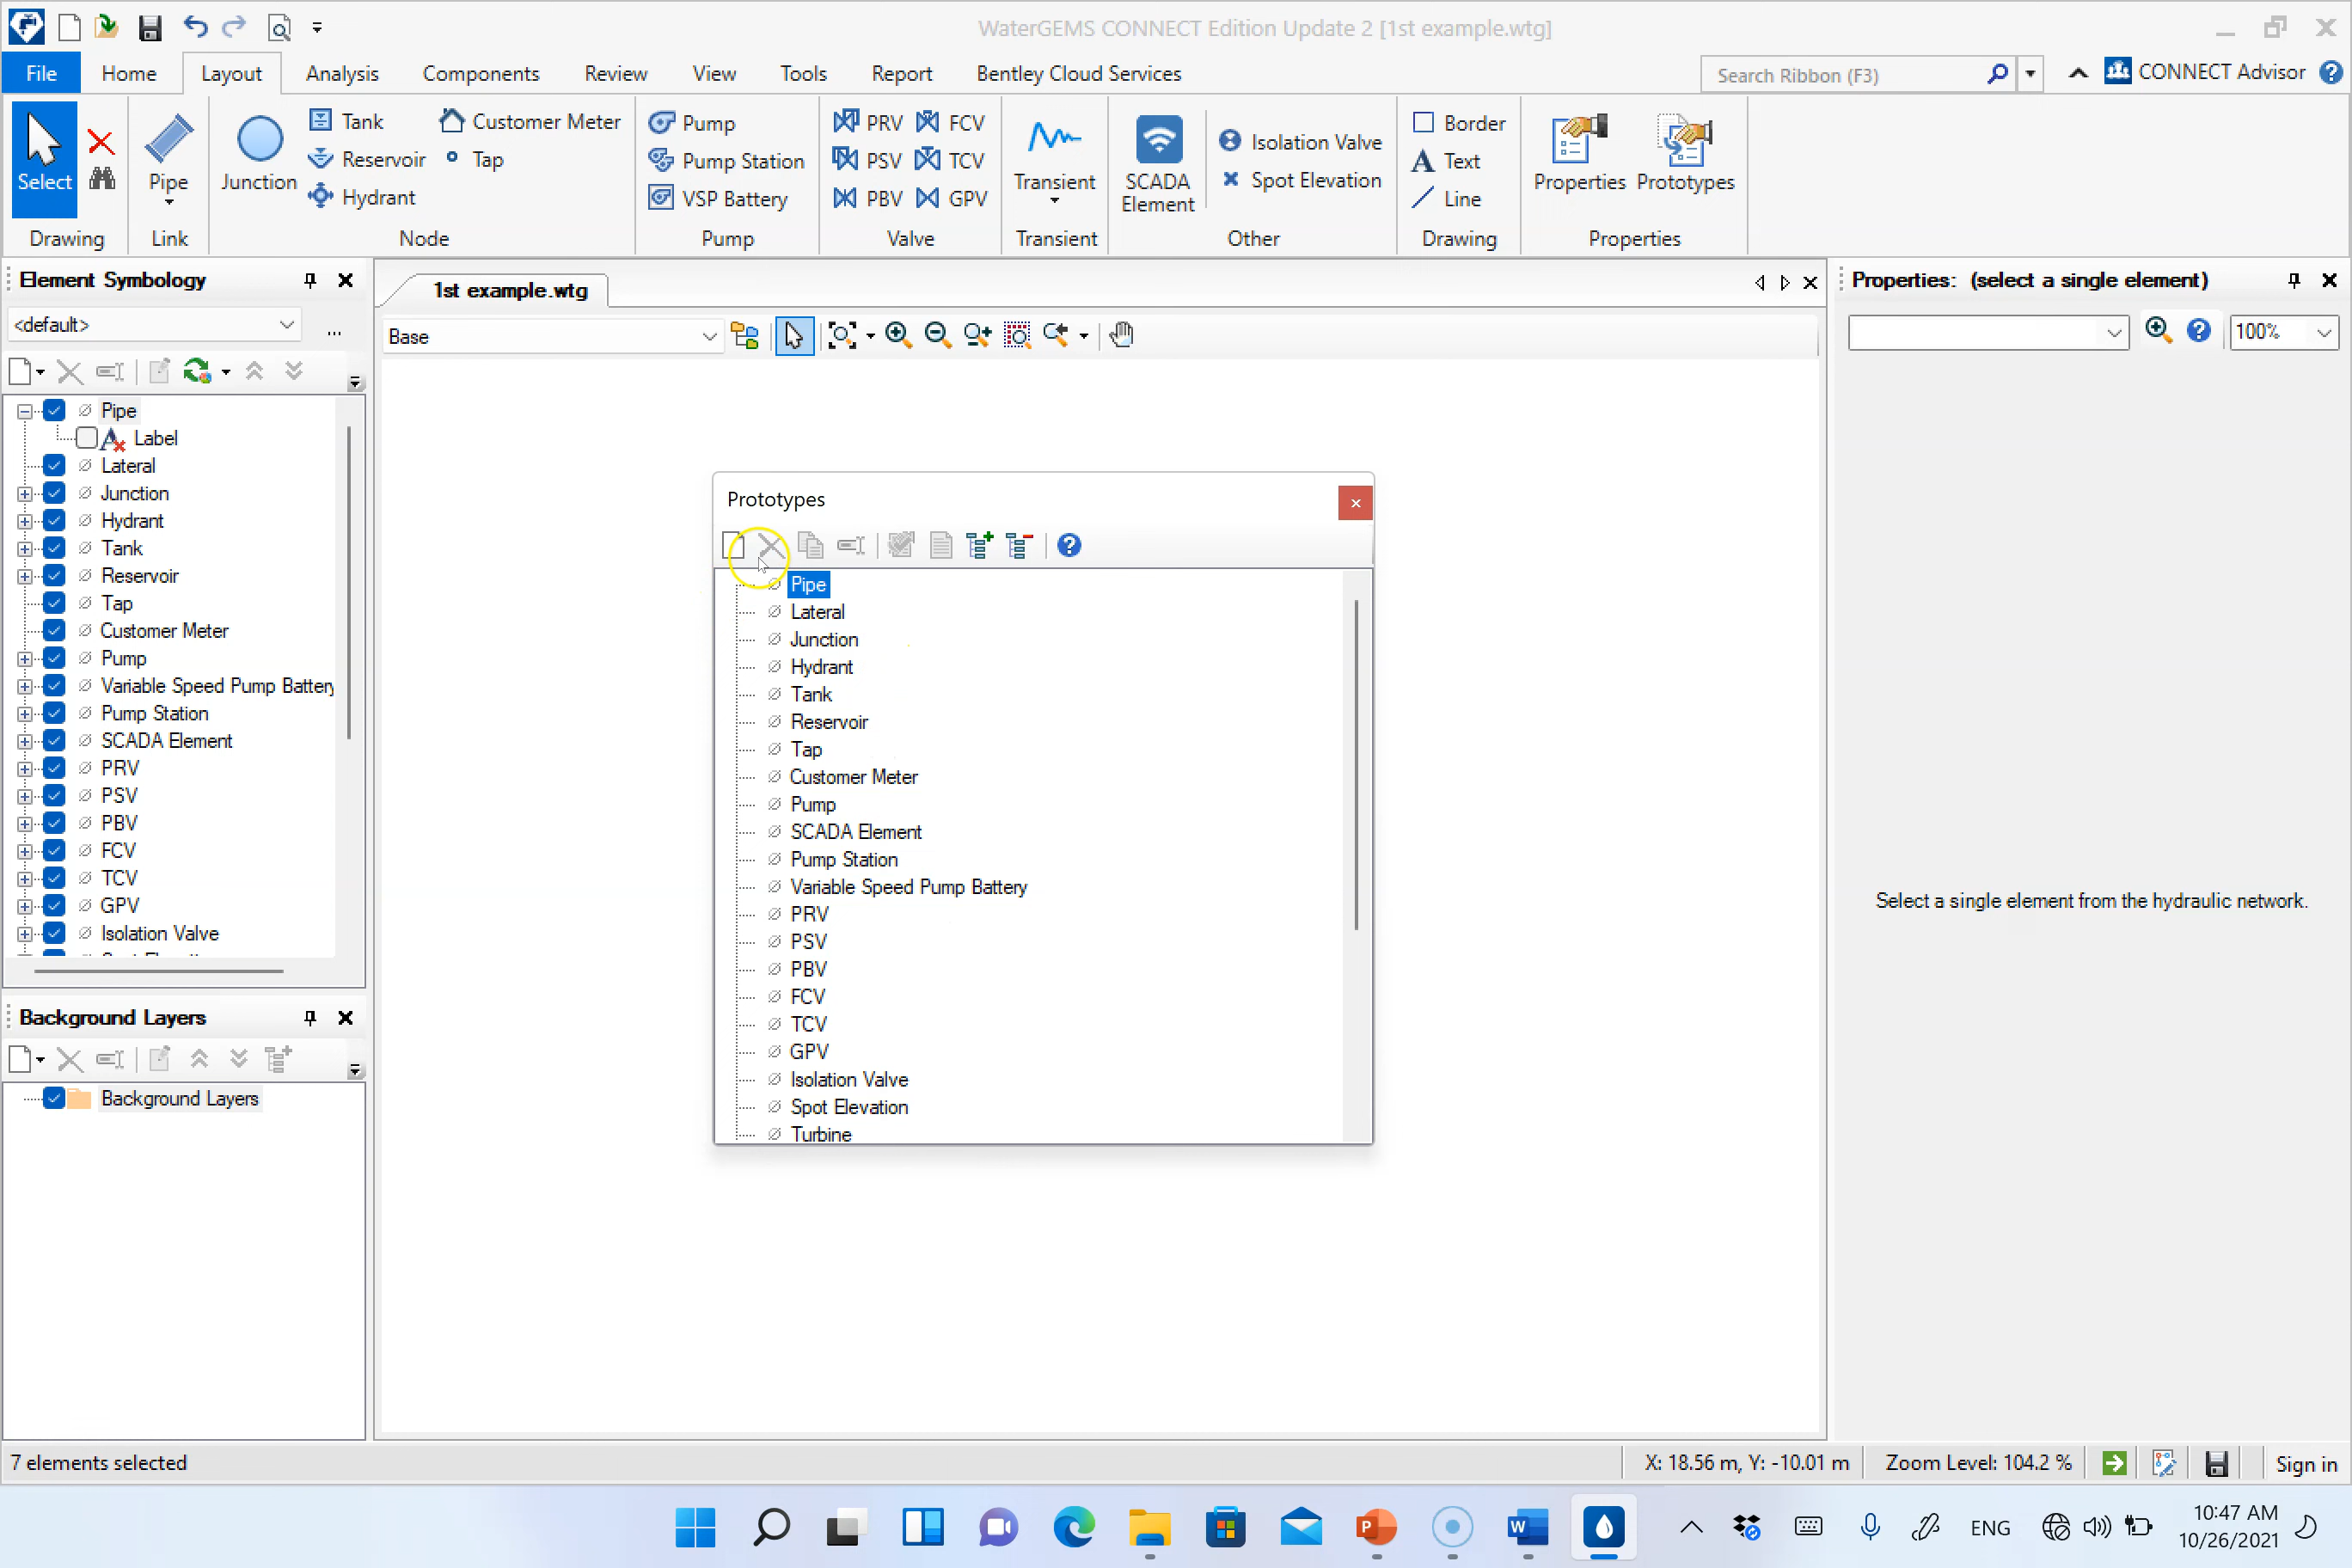 WaterGEMS CONNECT Edition Update 2 [1st example.wtg]
File Home Layout Analysis Components Review View Tools Report Bentley Cloud Services Search Ribbon (F3) CONNECT Advisor
Select Pipe Junction Tank Reservoir Hydrant Customer Meter Tap Pump Pump Station VSP Battery PRV FCV PSV TCV PBV GPV Transient SCADA Element Isolation Valve Spot Elevation Border Text Line Properties Prototypes
Drawing Link Node Pump Valve Transient Other Drawing Properties
Element Symbology
<default> ...
Pipe
Label
Lateral
Junction
Hydrant
Tank
Reservoir
Tap
Customer Meter
Pump
Variable Speed Pump Battery
Pump Station
SCADA Element
PRV
PSV
PBV
FCV
TCV
GPV
Isolation Valve
Background Layers
Background Layers
1st example.wtg
Base
Prototypes
Pipe
Lateral
Junction
Hydrant
Tank
Reservoir
Tap
Customer Meter
Pump
SCADA Element
Pump Station
Variable Speed Pump Battery
PRV
PSV
PBV
FCV
TCV
GPV
Isolation Valve
Spot Elevation
Turbine
Properties: (select a single element)
100%
Select a single element from the hydraulic network.
7 elements selected
X: 18.56 m, Y: -10.01 m Zoom Level: 104.2 % Sign in
ENG
10:47 AM
10/26/2021